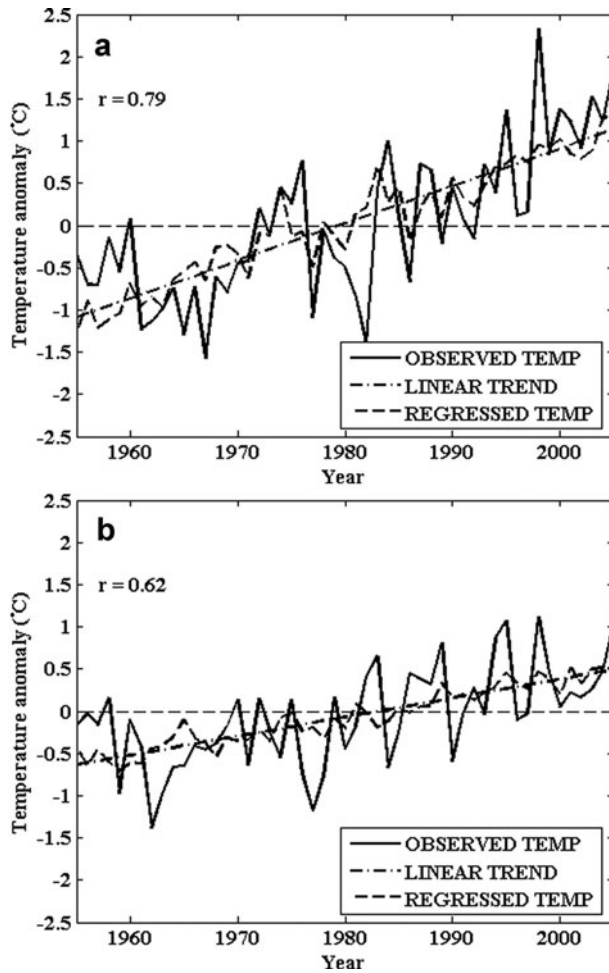 a
r = 0.79
Temperature anomaly (°C)
2.5
2
1.5
1
0.5
0
-0.5
-1
-1.5
-2
-2.5
OBSERVED TEMP
LINEAR TREND
REGRESSED TEMP
1960 1970 1980 1990 2000
Year
b
r = 0.62
Temperature anomaly (°C)
2.5
2
1.5
1
0.5
0
-0.5
-1
-1.5
-2
-2.5
OBSERVED TEMP
LINEAR TREND
REGRESSED TEMP
1960 1970 1980 1990 2000
Year